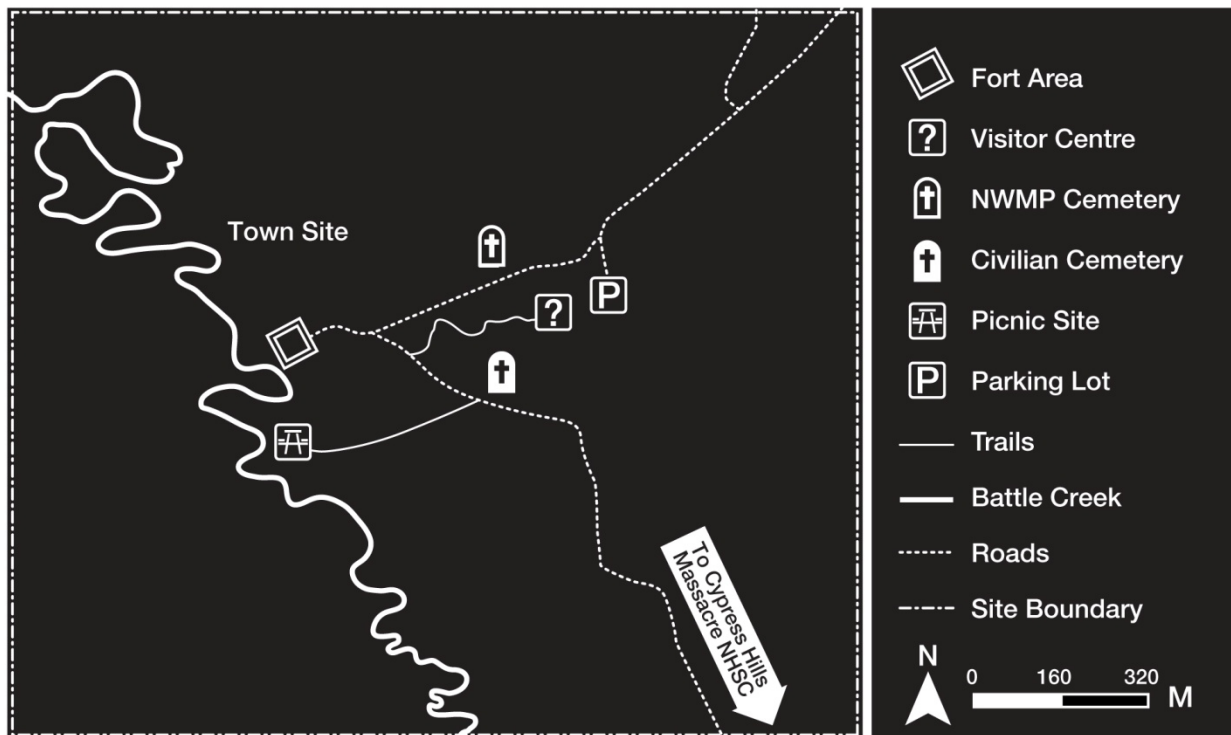 Town Site
?
P
To Cypress Hills
Massacre NHSC
Fort Area
? Visitor Centre
NWMP Cemetery
Civilian Cemetery
Picnic Site
P Parking Lot
Trails
Battle Creek
Roads
Site Boundary
N
0 160 320 M